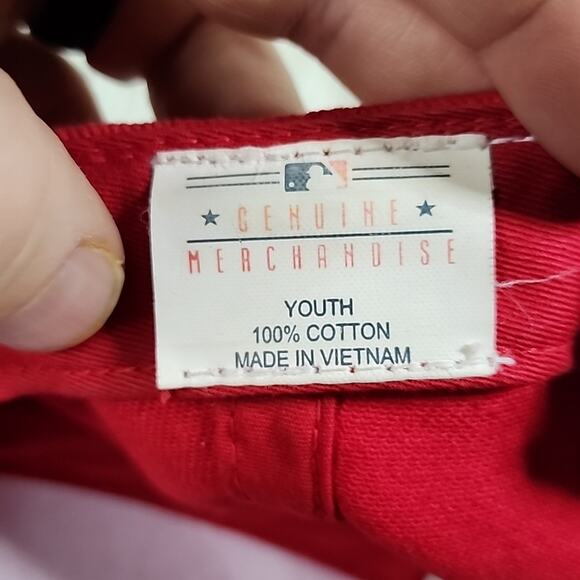 ★ GENUINE ★
MERCHANDISE
YOUTH
100% COTTON
MADE IN VIETNAM